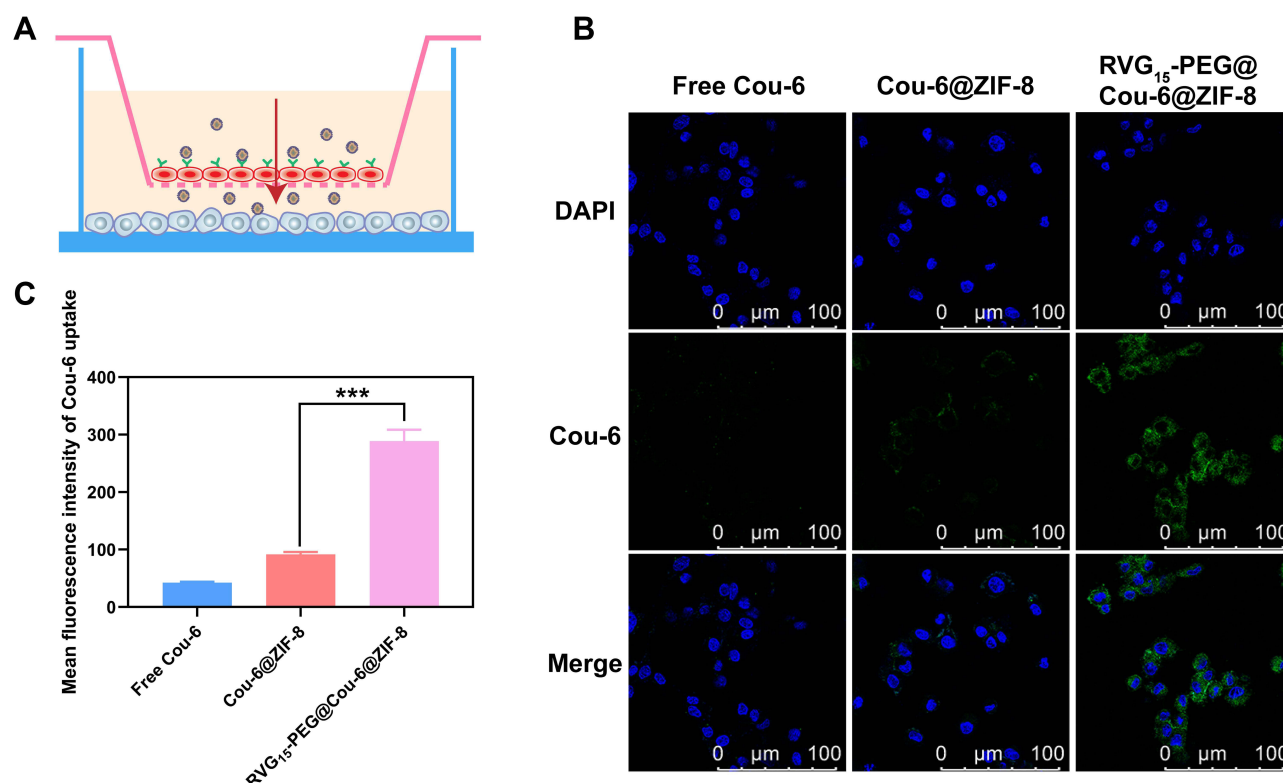 A
B
Free Cou-6
Cou-6@ZIF-8
RVG₁₅-PEG@
Cou-6@ZIF-8
DAPI
0 µm 100
0 µm 100
0 µm 100
Cou-6
0 µm 100
0 µm 100
0 µm 100
Merge
0 µm 100
0 µm 100
0 µm 100
C
Mean fluorescence intensity of Cou-6 uptake
400
300
200
100
0
***
Free Cou-6
Cou-6@ZIF-8
RVG₁₅-PEG@Cou-6@ZIF-8